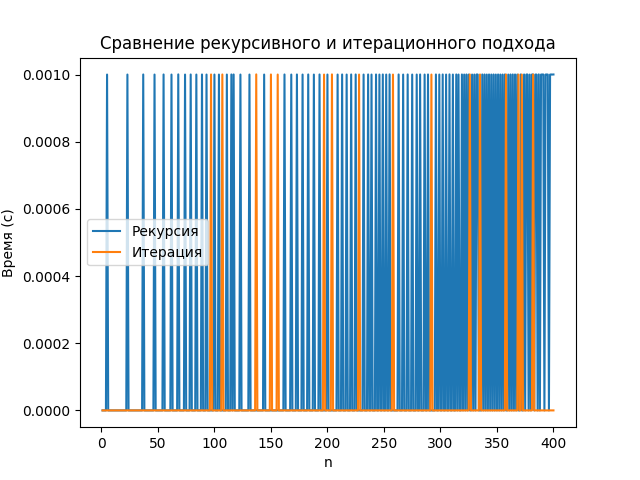 Сравнение рекурсивного и итерационного подхода
0.0010
0.0008
0.0006
0.0004
0.0002
0.0000
Время (с)
Рекурсия
Итерация
0 50 100 150 200 250 300 350 400
n